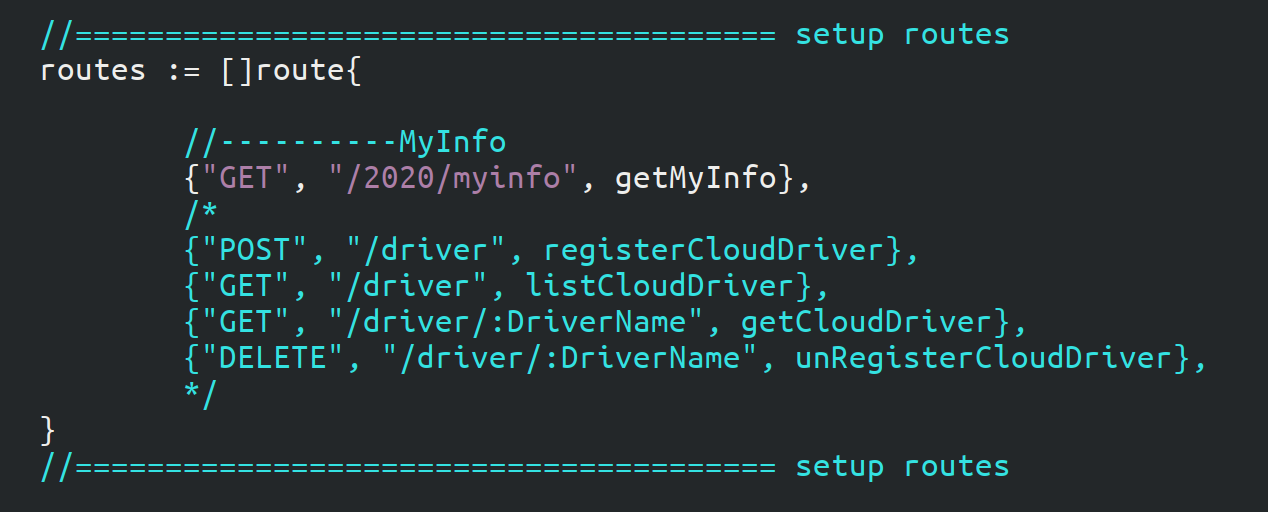 //======================================= setup routes
routes := []route{
//----------MyInfo
{"GET", "/2020/myinfo", getMyInfo},
/*
{"POST", "/driver", registerCloudDriver},
{"GET", "/driver", listCloudDriver},
{"GET", "/driver/:DriverName", getCloudDriver},
{"DELETE", "/driver/:DriverName", unRegisterCloudDriver},
*/
}
//======================================= setup routes